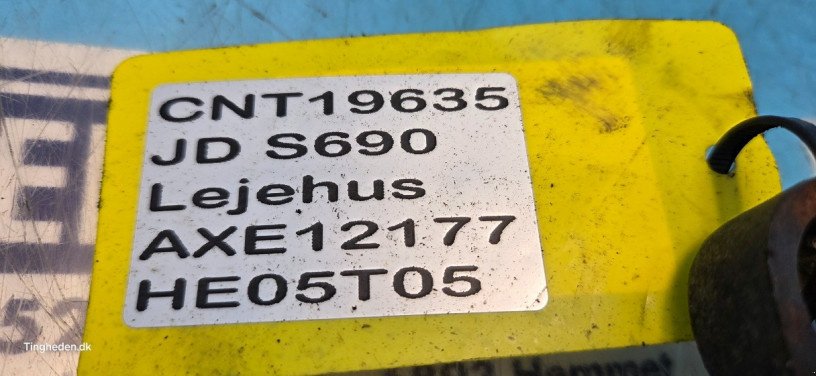 CNT19635
JD S690
Lejehus
AXE12177
HE05T05
Tingheden.dk